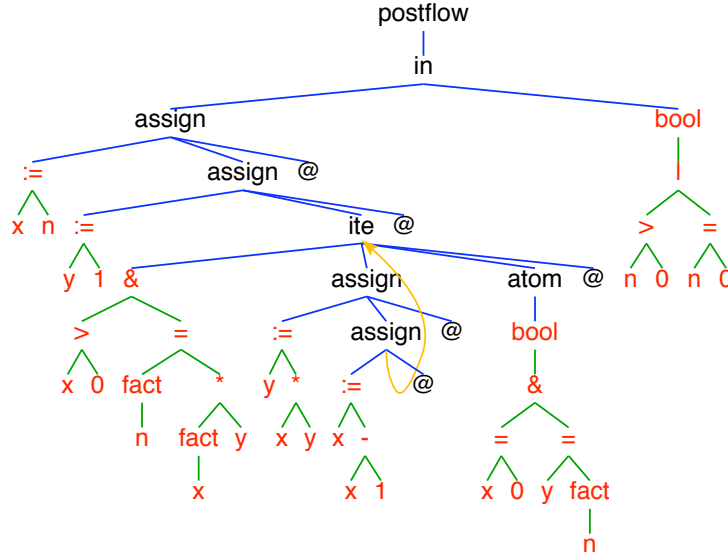 postflow
in
assign bool
:= assign @ |
x n := ite @ > =
y 1 & assign atom @ n 0 n 0
> = := assign @ bool
x 0 fact * y * := @ &
n fact y x y x - = =
x x 1 x 0 y fact
n